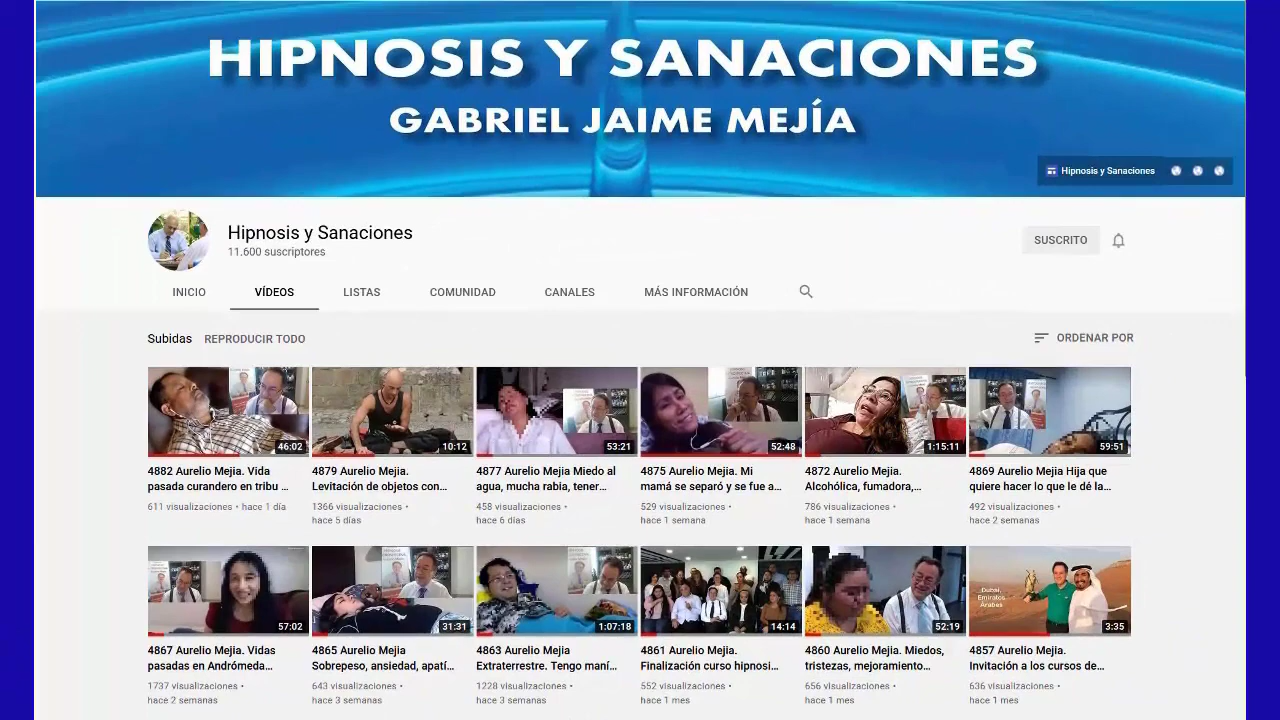 HIPNOSIS Y SANACIONES
GABRIEL JAIME MEJÍA
Hipnosis y Sanaciones
Hipnosis y Sanaciones
11.600 suscriptores
SUSCRITO
INICIO VÍDEOS LISTAS COMUNIDAD CANALES MÁS INFORMACIÓN
Subidas REPRODUCIR TODO ORDENAR POR
46:02
4882 Aurelio Mejia. Vida
pasada curandero en tribu ...
611 visualizaciones • hace 1 día
10:12
4879 Aurelio Mejia.
Levitación de objetos con...
1366 visualizaciones •
hace 5 días
53:21
4877 Aurelio Mejia Miedo al
agua, mucha rabia, tener...
458 visualizaciones •
hace 6 días
52:48
4875 Aurelio Mejia. Mi
mamá se separó y se fue a...
529 visualizaciones •
hace 1 semana
1:15:11
4872 Aurelio Mejia.
Alcohólica, fumadora,...
786 visualizaciones •
hace 1 semana
59:51
4869 Aurelio Mejia Hija que
quiere hacer lo que le dé la...
492 visualizaciones •
hace 2 semanas
57:02
4867 Aurelio Mejia. Vidas
pasadas en Andrómeda...
1737 visualizaciones •
hace 2 semanas
31:31
4865 Aurelio Mejia
Sobrepeso, ansiedad, apatí...
643 visualizaciones •
hace 3 semanas
1:07:18
4863 Aurelio Mejia
Extraterrestre. Tengo maní...
1228 visualizaciones •
hace 3 semanas
14:14
4861 Aurelio Mejia.
Finalización curso hipnosi...
552 visualizaciones •
hace 1 mes
52:19
4860 Aurelio Mejia. Miedos,
tristezas, mejoramiento...
656 visualizaciones •
hace 1 mes
Dubai,
Emiratos
Árabes
3:35
4857 Aurelio Mejia.
Invitación a los cursos de...
636 visualizaciones •
hace 1 mes